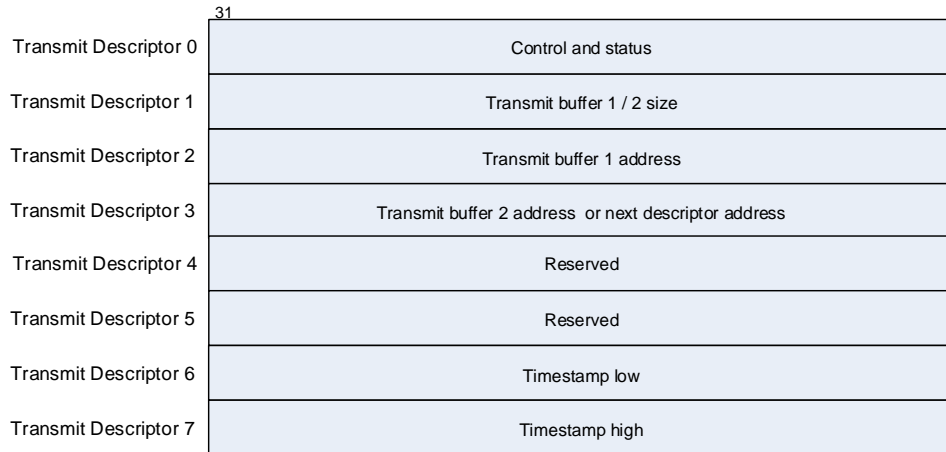 31
Transmit Descriptor 0 Control and status
Transmit Descriptor 1 Transmit buffer 1 / 2 size
Transmit Descriptor 2 Transmit buffer 1 address
Transmit Descriptor 3 Transmit buffer 2 address or next descriptor address
Transmit Descriptor 4 Reserved
Transmit Descriptor 5 Reserved
Transmit Descriptor 6 Timestamp low
Transmit Descriptor 7 Timestamp high